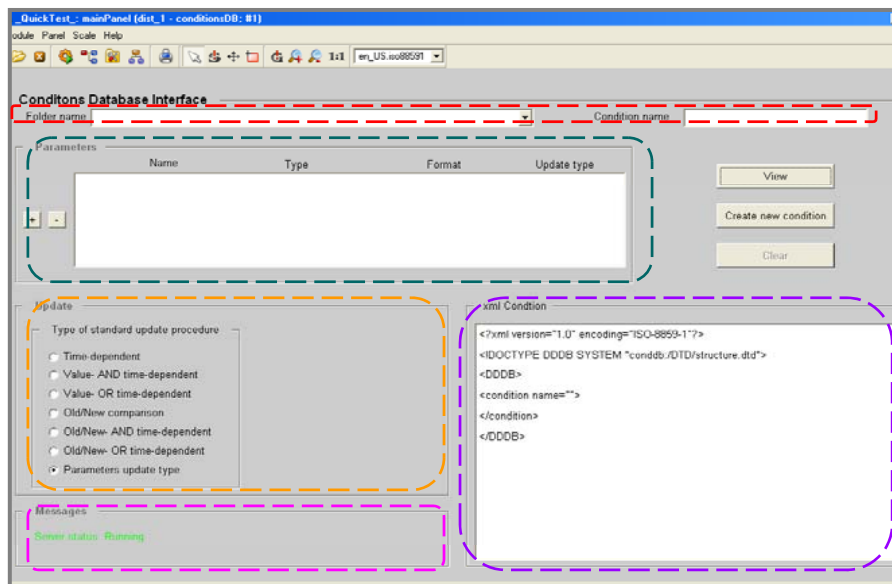 _QuickTest_: mainPanel (dist_1 - conditionsDB; #1)
odule Panel Scale Help
1:1 en_US.iso88591
Conditons Database Interface
Folder name Condition name
Parameters
Name Type Format Update type
+ -
View
Create new condition
Clear
Update
Type of standard update procedure
Time-dependent
Value- AND time-dependent
Value- OR time-dependent
Old/New comparison
Old/New- AND time-dependent
Old/New- OR time-dependent
Parameters update type
xml Condtion
<?xml version="1.0" encoding="ISO-8859-1"?>
<!DOCTYPE DDDB SYSTEM "conddb:/DTD/structure.dtd">
<DDDB>
<condition name="">
</condition>
</DDDB>
Messages
Server status: Running